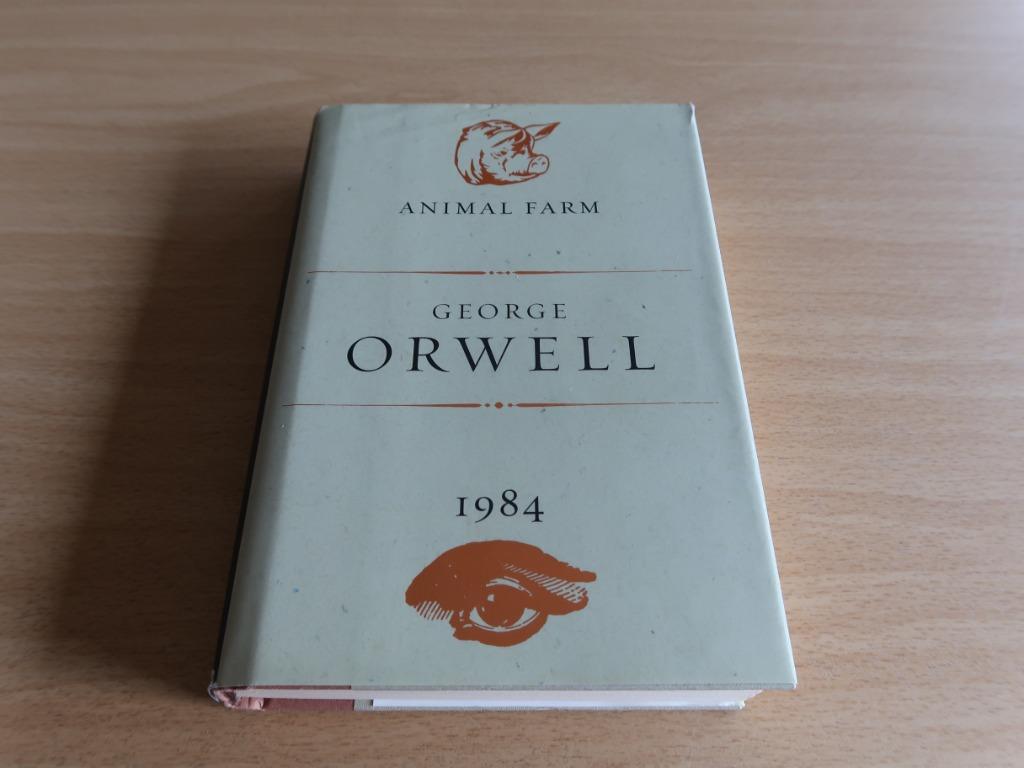 ANIMAL FARM
GEORGE
ORWELL
1984